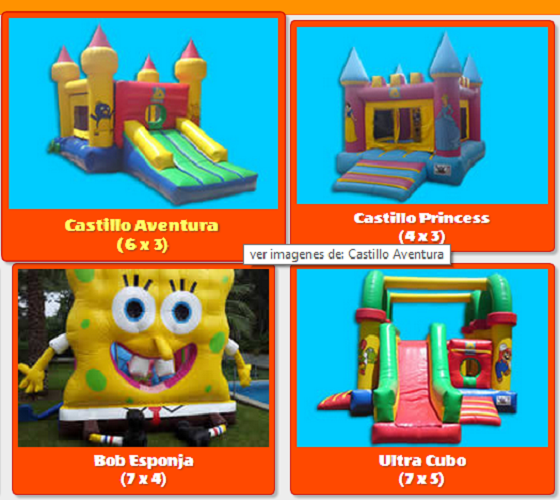 Castillo Aventura
(6 x 3)
Castillo Princess
(4 x 3)
ver imagenes de: Castillo Aventura
Bob Esponja
(7 x 4)
Ultra Cubo
(7 x 5)